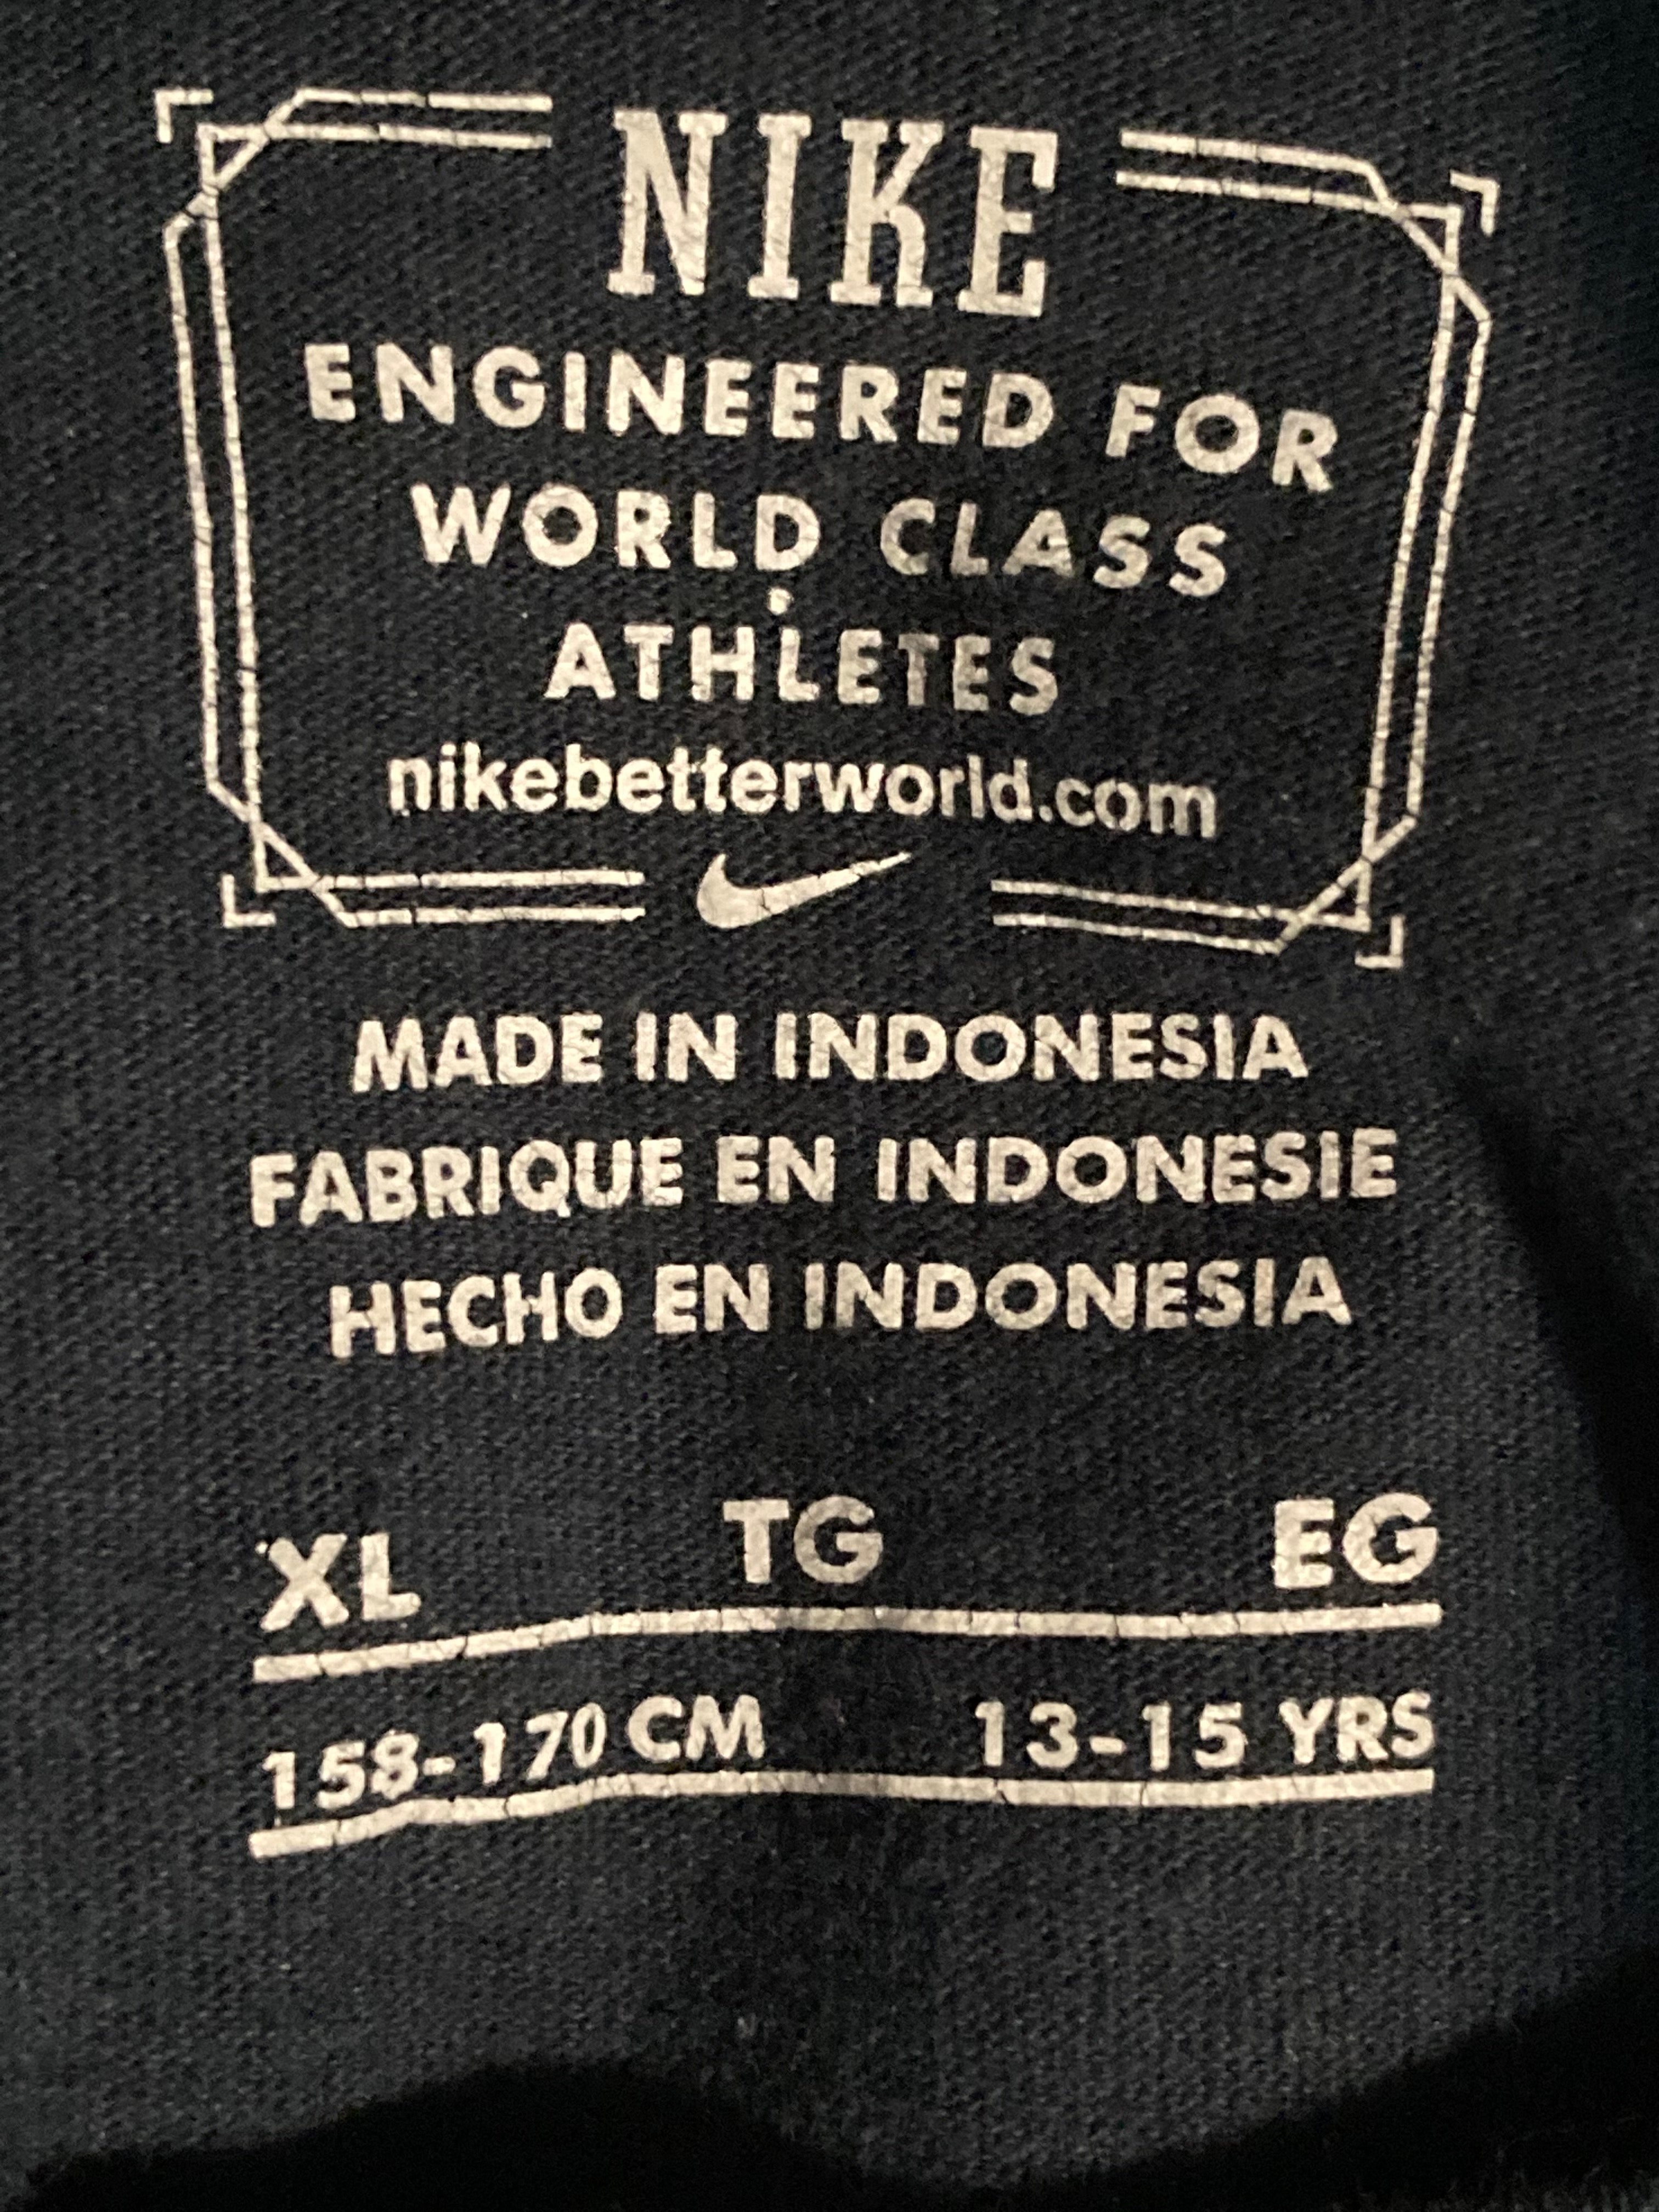 NIKE
ENGINEERED FOR
WORLD CLASS
ATHLETES
nikebetterworld.com
MADE IN INDONESIA
FABRIQUE EN INDONESIE
HECHO EN INDONESIA
XL TG EG
158-170 CM 13-15 YRS